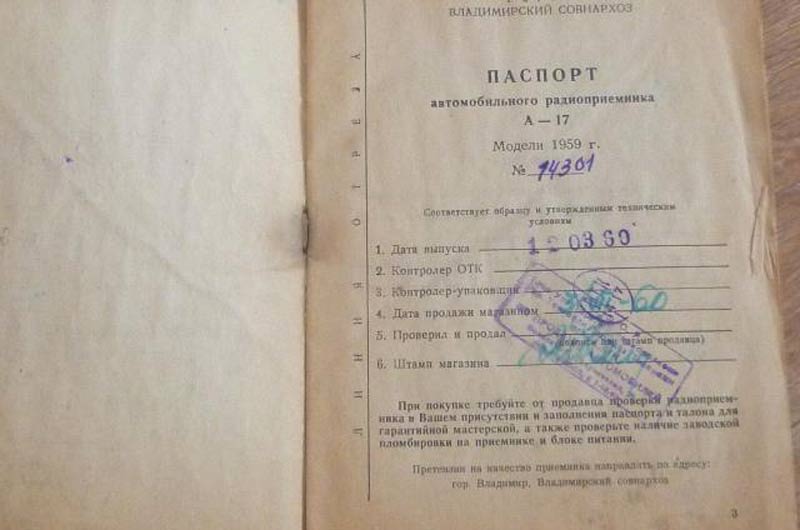 ВЛАДИМИРСКИЙ СОВНАРХОЗ
ПАСПОРТ
автомобильного радиоприемника
А — 17
Модели 1959 г.
№ 14301
Соответствует образцу и утвержденным техническим
условиям
1. Дата выпуска 12 03 60
2. Контролер ОТК
3. Контролер-упаковщик
4. Дата продажи магазином 60
5. Проверил и продал
(подпись или штамп продавца)
6. Штамп магазина
При покупке требуйте от продавца проверки радиоприем-
ника в Вашем присутствии и заполнения паспорта и талона для
гарантийной мастерской, а также проверьте наличие заводской
пломбировки на приемнике и блоке питания.
Претензии на качество приемника направлять по адресу:
гор. Владимир, Владимирский совнархоз
3
ЛИНИЯ ОТРЕЗА